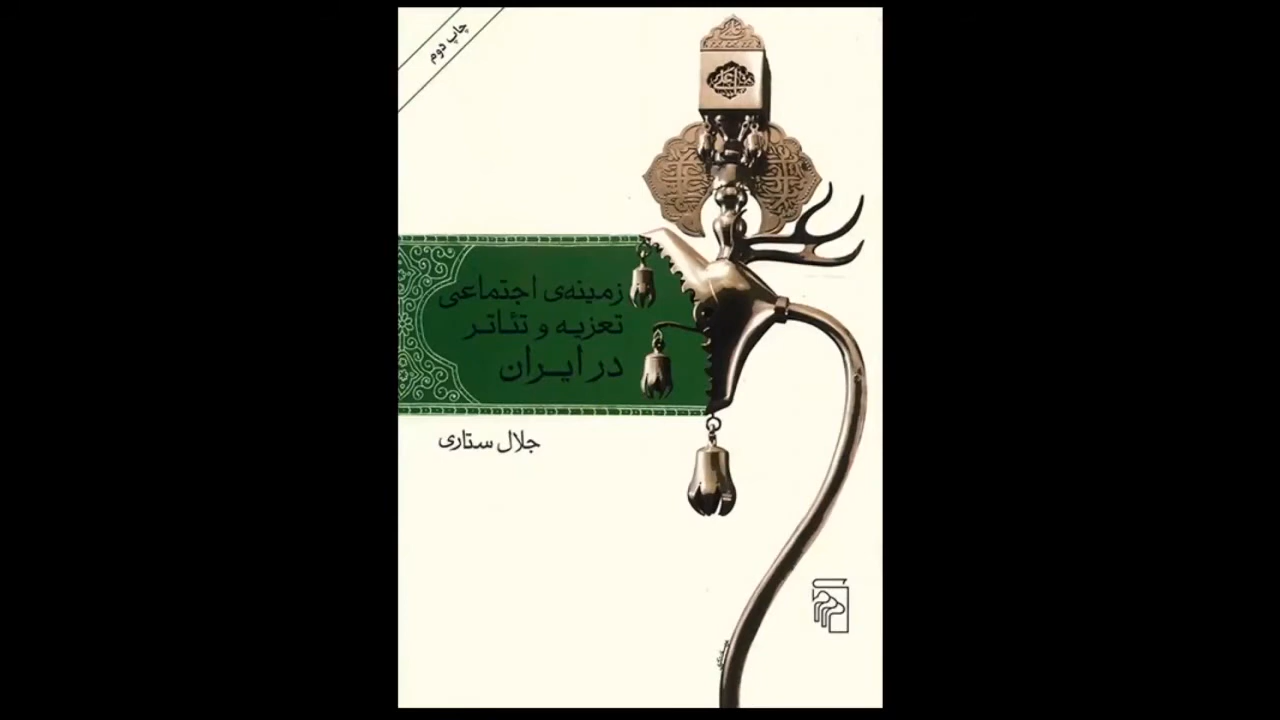 چاپ دوم
زمینه‌ی اجتماعی
تعزیه و تئاتر
در ایران
جلال ستاری